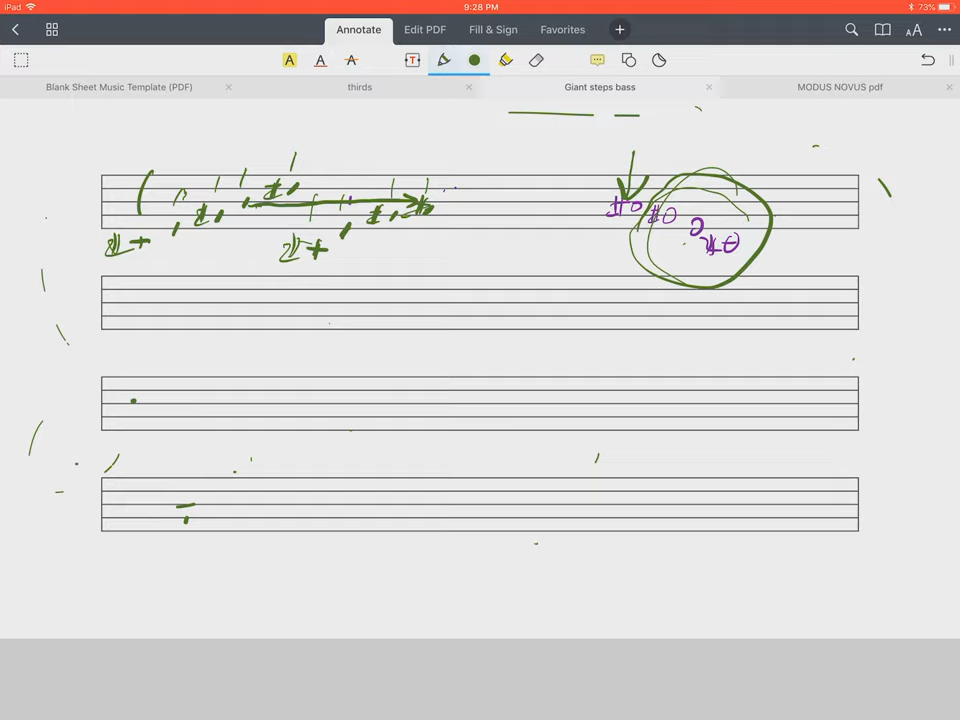 iPad 9:28 PM 73%
Annotate Edit PDF Fill & Sign Favorites
A A A T AA
Blank Sheet Music Template (PDF) thirds Giant steps bass MODUS NOVUS pdf